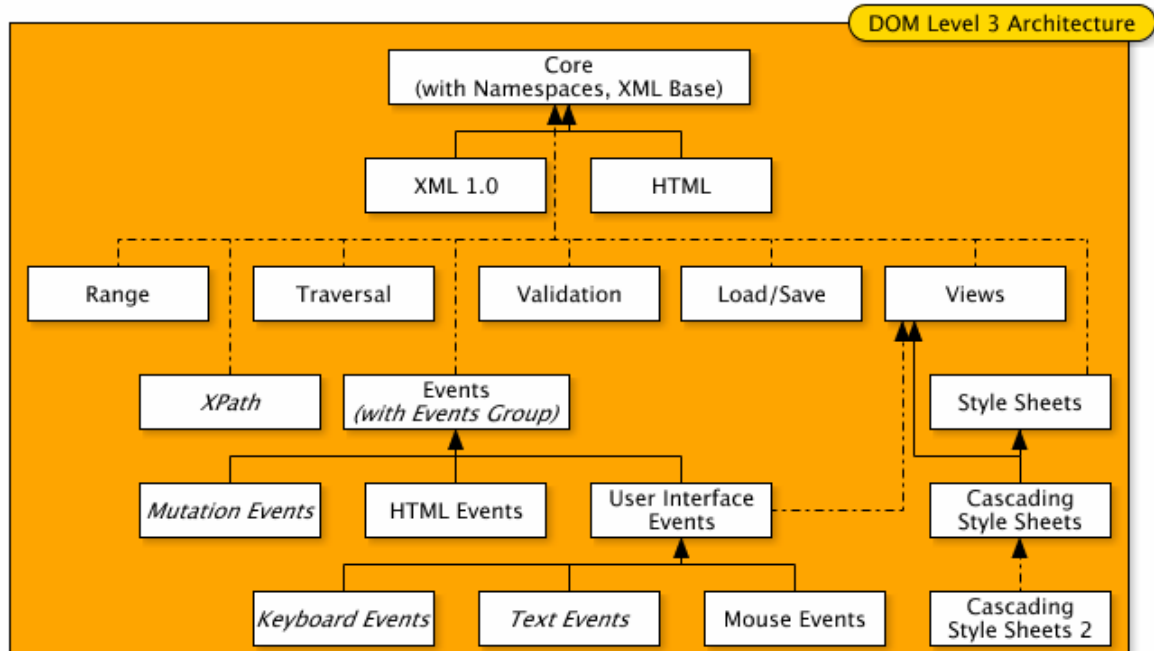 DOM Level 3 Architecture
Core
(with Namespaces, XML Base)
XML 1.0
HTML
Range
Traversal
Validation
Load/Save
Views
XPath
Events
(with Events Group)
Style Sheets
Mutation Events
HTML Events
User Interface
Events
Cascading
Style Sheets
Keyboard Events
Text Events
Mouse Events
Cascading
Style Sheets 2